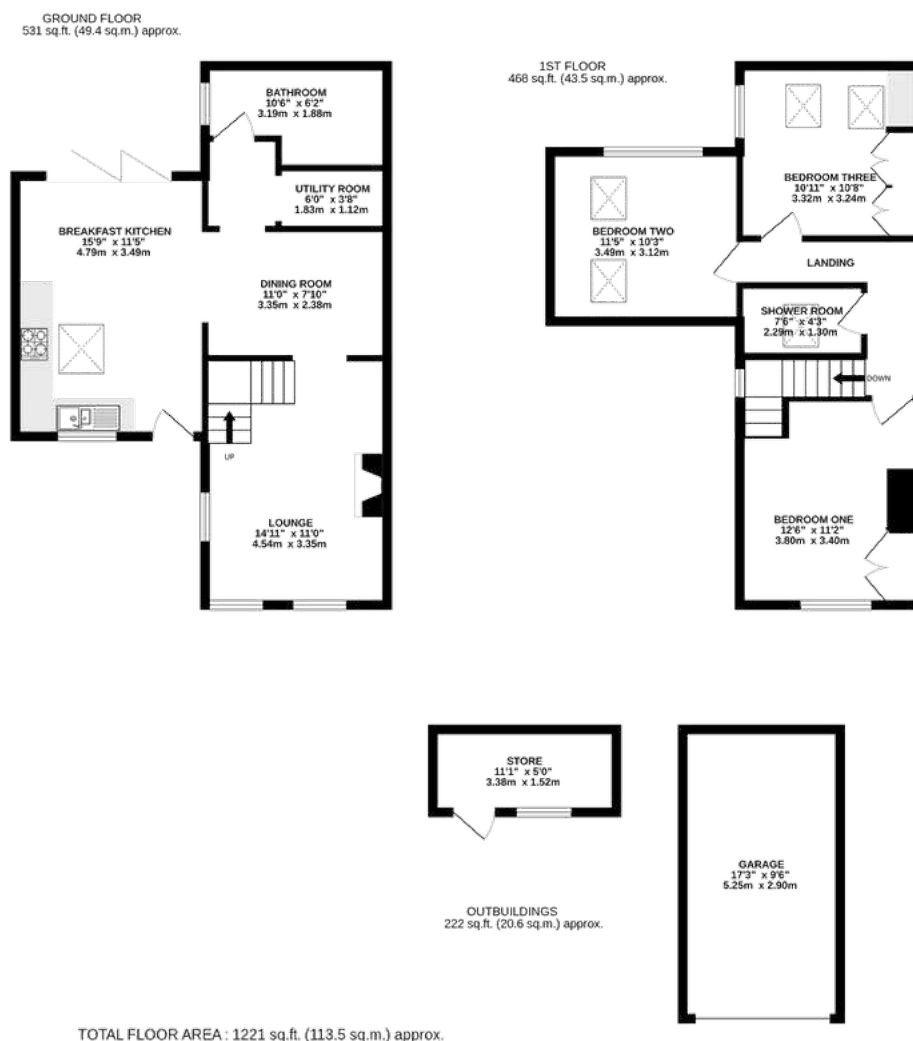 GROUND FLOOR
531 sq.ft. (49.4 sq.m.) approx.
BATHROOM
10'6" x 6'2"
3.19m x 1.88m
UTILITY ROOM
6'0" x 3'8"
1.83m x 1.12m
BREAKFAST KITCHEN
15'9" x 11'5"
4.79m x 3.49m
DINING ROOM
11'0" x 7'10"
3.35m x 2.38m
UP
LOUNGE
14'11" x 11'0"
4.54m x 3.35m
1ST FLOOR
468 sq.ft. (43.5 sq.m.) approx.
BEDROOM THREE
10'11" x 10'8"
3.32m x 3.24m
BEDROOM TWO
11'5" x 10'3"
3.49m x 3.12m
LANDING
SHOWER ROOM
7'6" x 4'3"
2.29m x 1.30m
DOWN
BEDROOM ONE
12'6" x 11'2"
3.80m x 3.40m
STORE
11'1" x 5'0"
3.38m x 1.52m
GARAGE
17'3" x 9'6"
5.25m x 2.90m
OUTBUILDINGS
222 sq.ft. (20.6 sq.m.) approx.
TOTAL FLOOR AREA : 1221 sq.ft. (113.5 sq.m.) approx.